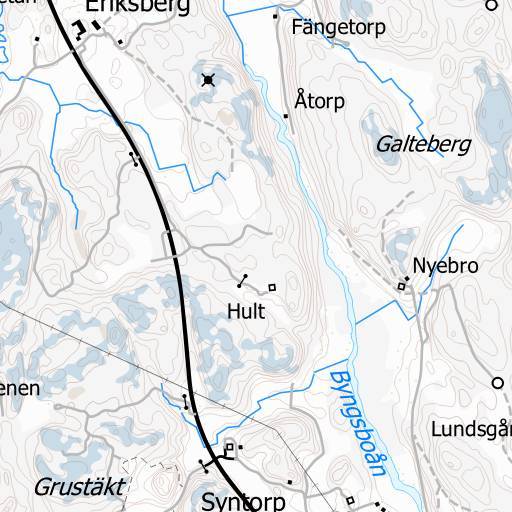 Eriksberg
Fängetorp
Åtorp
Galteberg
Nyebro
Hult
Byngsboån
Lundsgår
Grustäkt
Syntorp